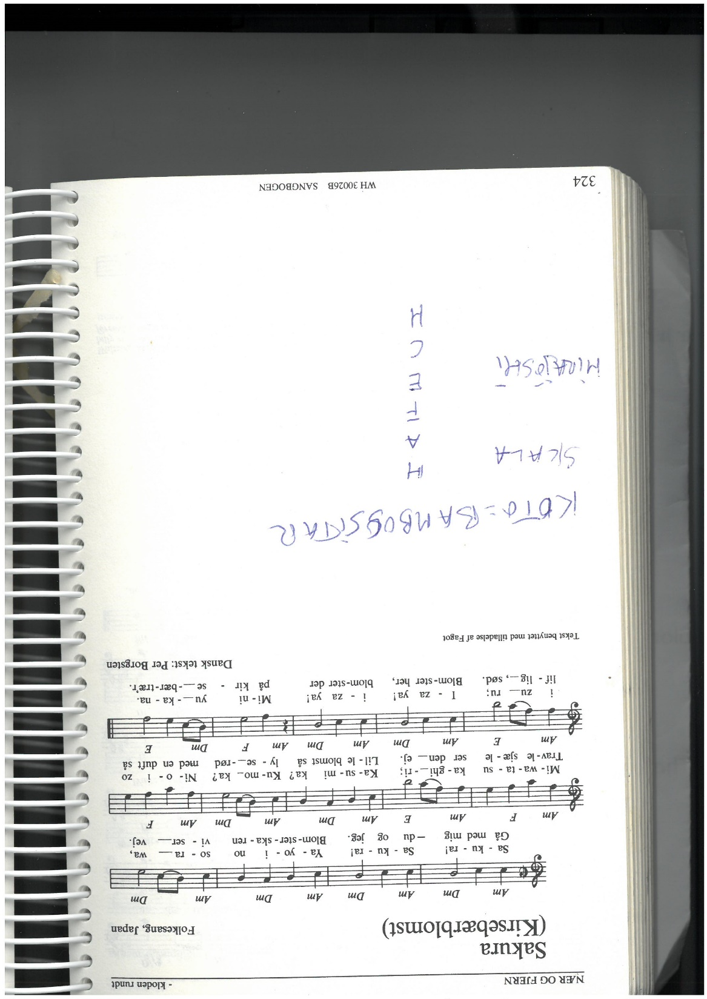 NÆR OG FJERN - kloden rundt
Sakura
(Kirsebærblomst)
Folkesang, Japan
Am Dm Am Dm Am Dm Am Dm
Sa - ku - ra! Sa - ku - ra! Ya - yo - i no so - ra wa,
Gå med mig — du og jeg. Blom-ster-ska-ren vi - ser vej.
Am F Am E Am Dm Am Dm Am F
Mi-wa-ta-su ka-ghi-ri; Ka-su-mi ka? Ku-mo ka? Ni-o-i zo
Trav-le sjæ-le ser den ej. Lil-le blomst så ly-se-rød med en duft så
Am E Am Dm Am Dm Am F Dm E
i zu ru; I - za ya! i - za ya! Mi-ni yu-ka-na.
lif-lig, sød. Blom-ster her, blom-ster der på kir - se-bær-træ'r.
Dansk tekst: Per Borgsten
Tekst benyttet med tilladelse af Fagot
KOTO = BAMBOGSITAR
H
SKALA A
F
E
HIRAJOSHI C
H
324 WH 30026B SANGBOGEN